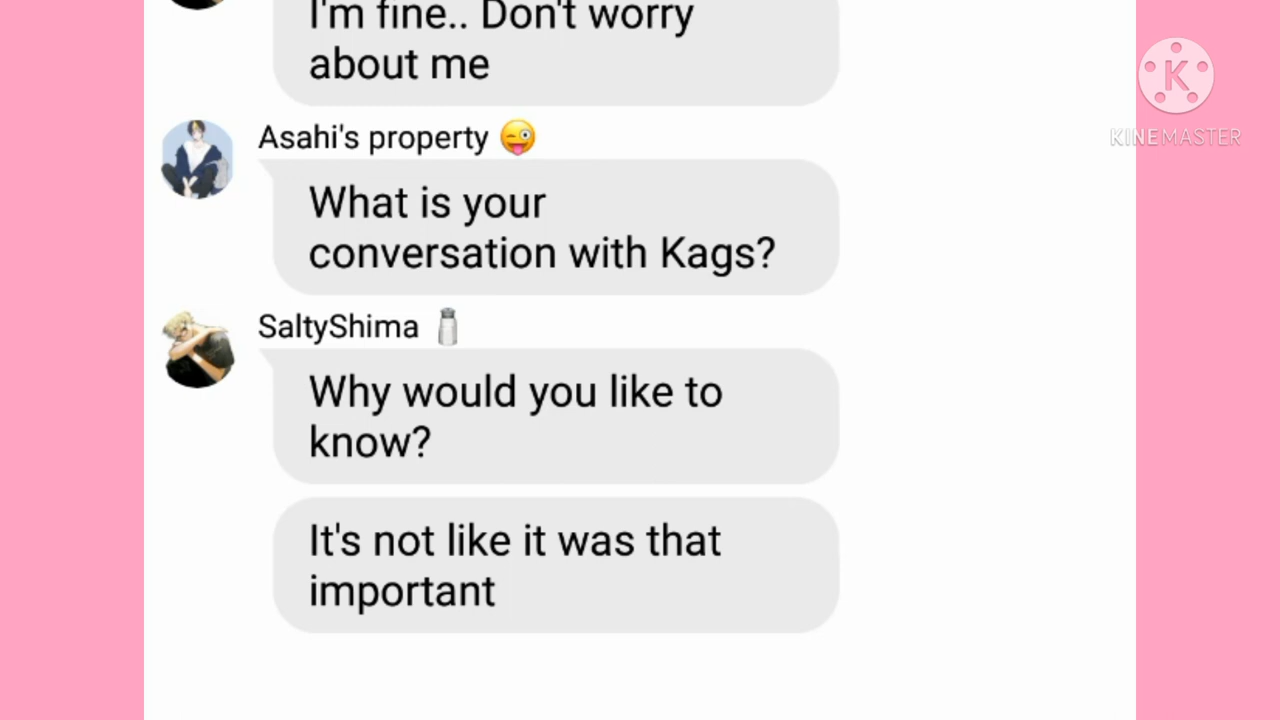 I'm fine.. Don't worry
about me
Asahi's property 😜
What is your
conversation with Kags?
SaltyShima 🧂
Why would you like to
know?
It's not like it was that
important
K
KINEMASTER